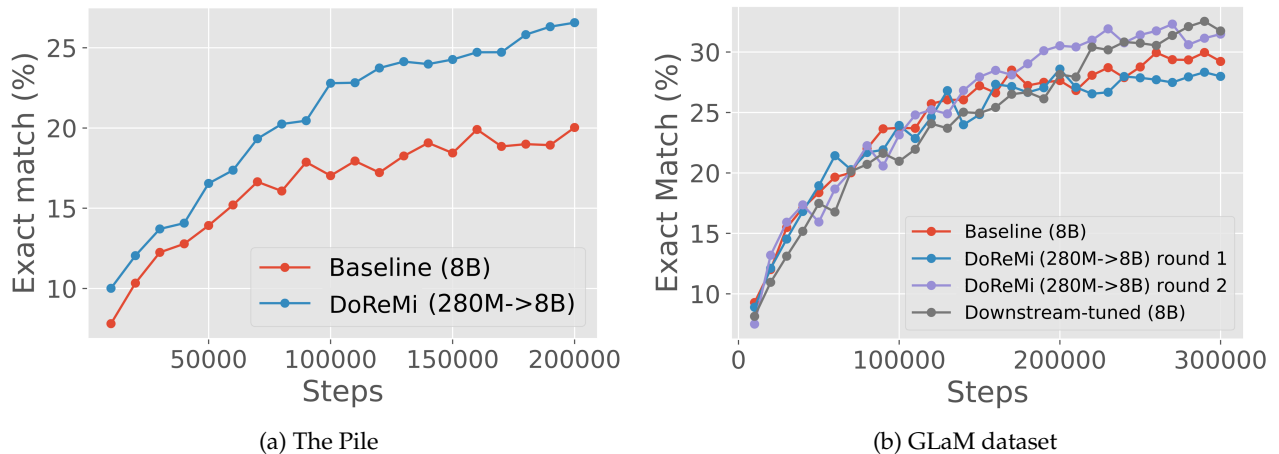 Exact match (%)
25
20
15
10
Baseline (8B)
DoReMi (280M->8B)
50000 100000 150000 200000
Steps
(a) The Pile
Exact Match (%)
30
25
20
15
10
Baseline (8B)
DoReMi (280M->8B) round 1
DoReMi (280M->8B) round 2
Downstream-tuned (8B)
0 100000 200000 300000
Steps
(b) GLaM dataset